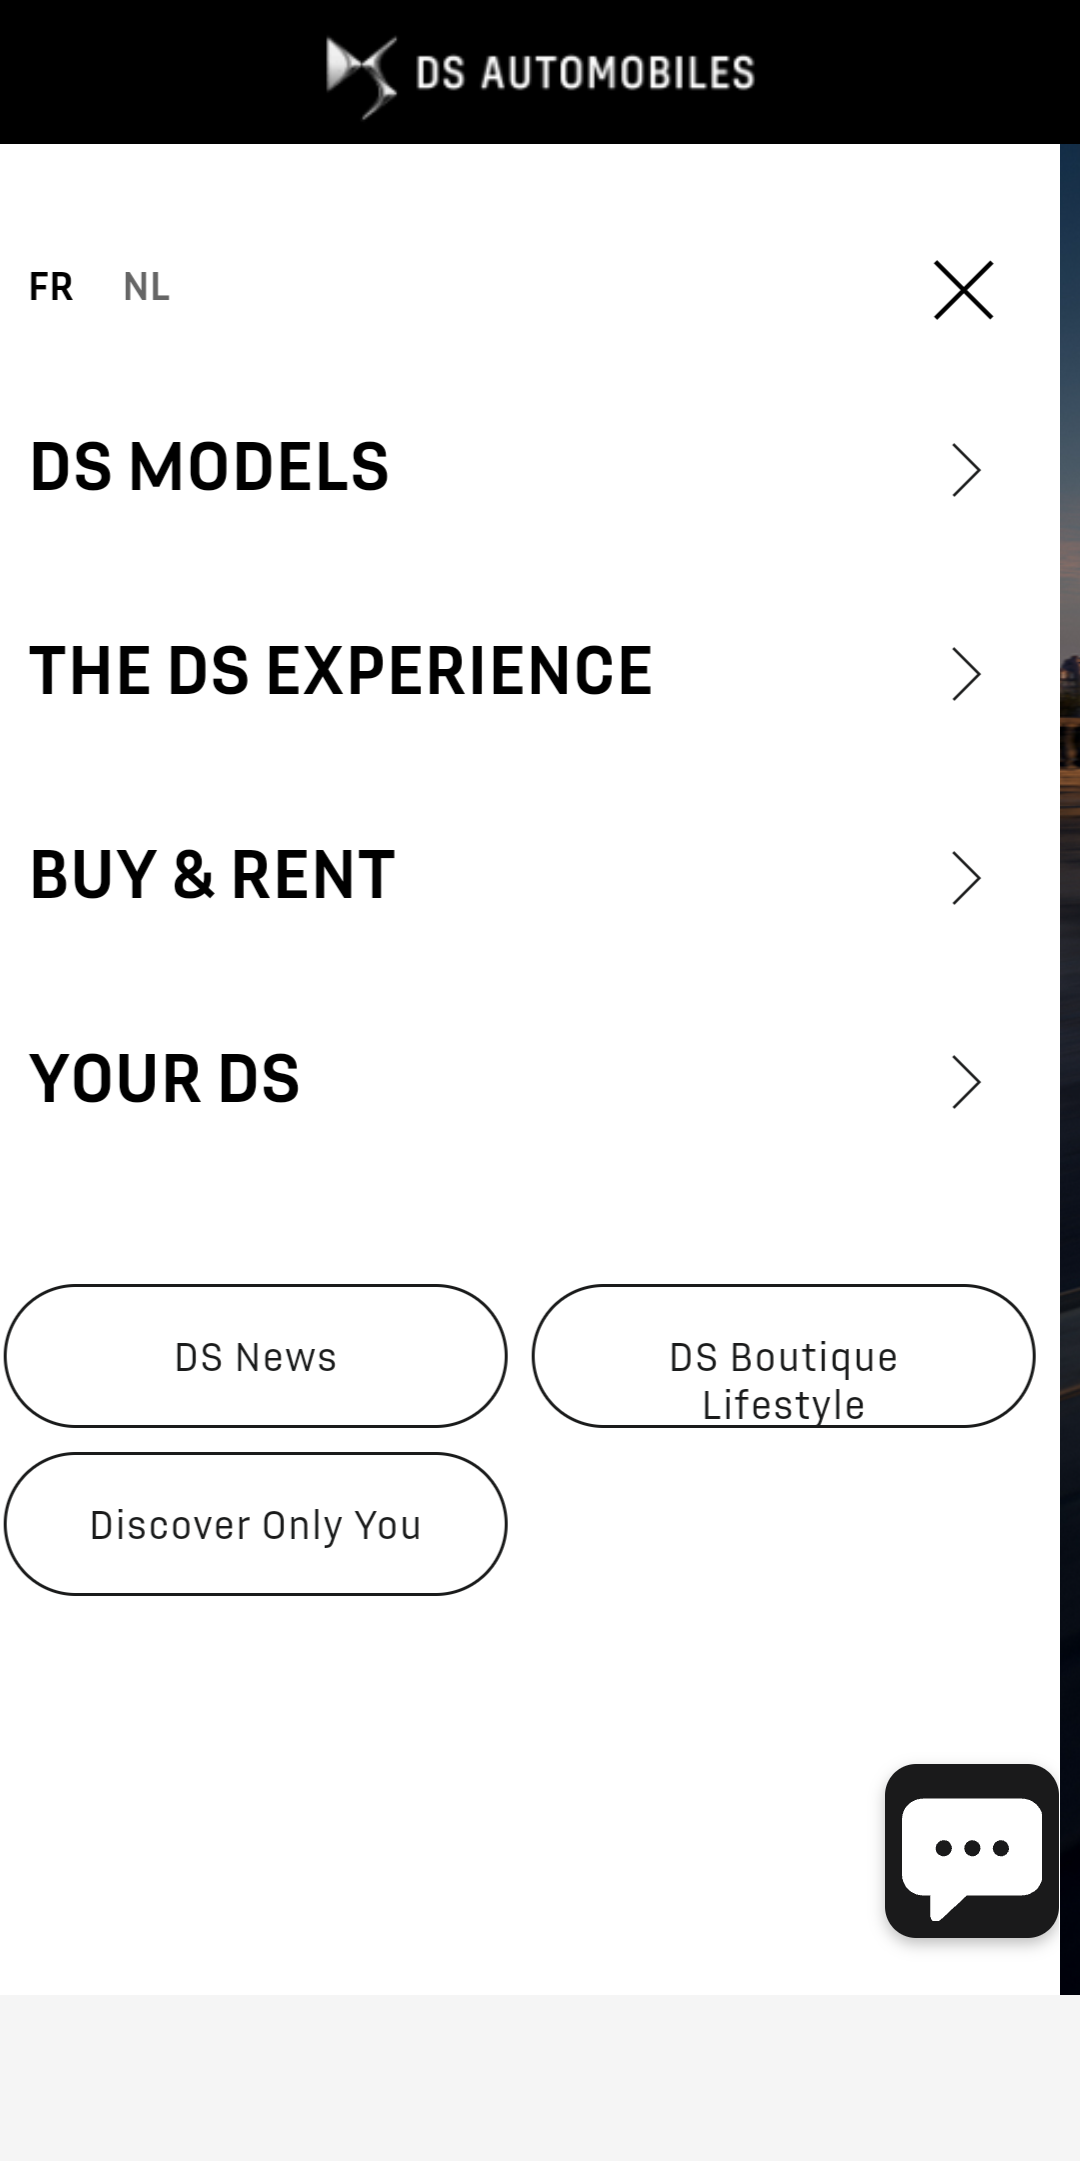 DS AUTOMOBILES
FR NL
DS MODELS
THE DS EXPERIENCE
BUY & RENT
YOUR DS
DS News
DS Boutique
Lifestyle
Discover Only You